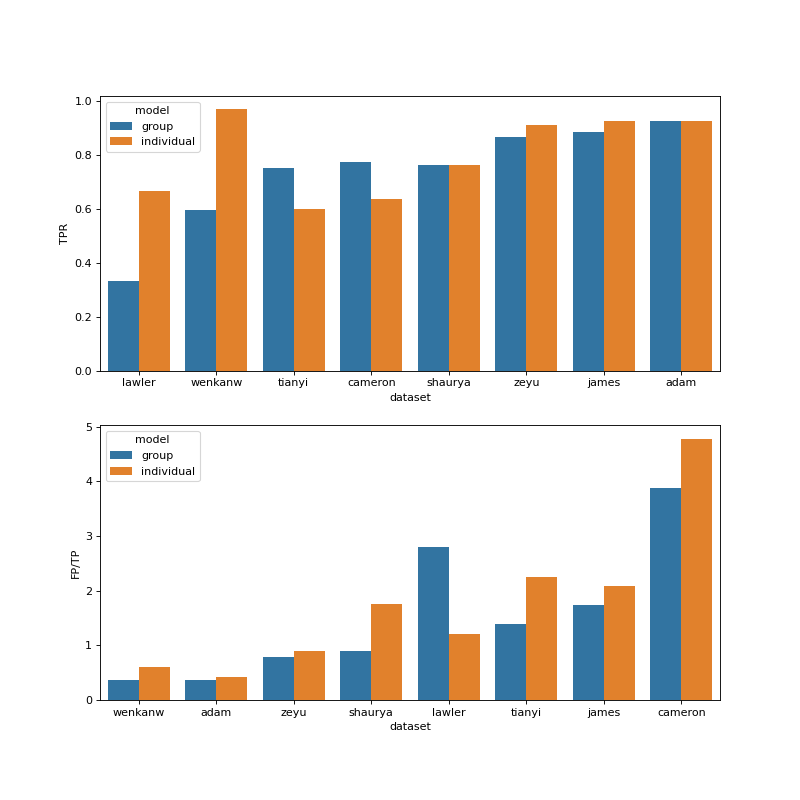 model
group
individual
TPR
1.0
0.8
0.6
0.4
0.2
0.0
lawler wenkanw tianyi cameron shaurya zeyu james adam
dataset
model
group
individual
FP/TP
5
4
3
2
1
0
wenkanw adam zeyu shaurya lawler tianyi james cameron
dataset